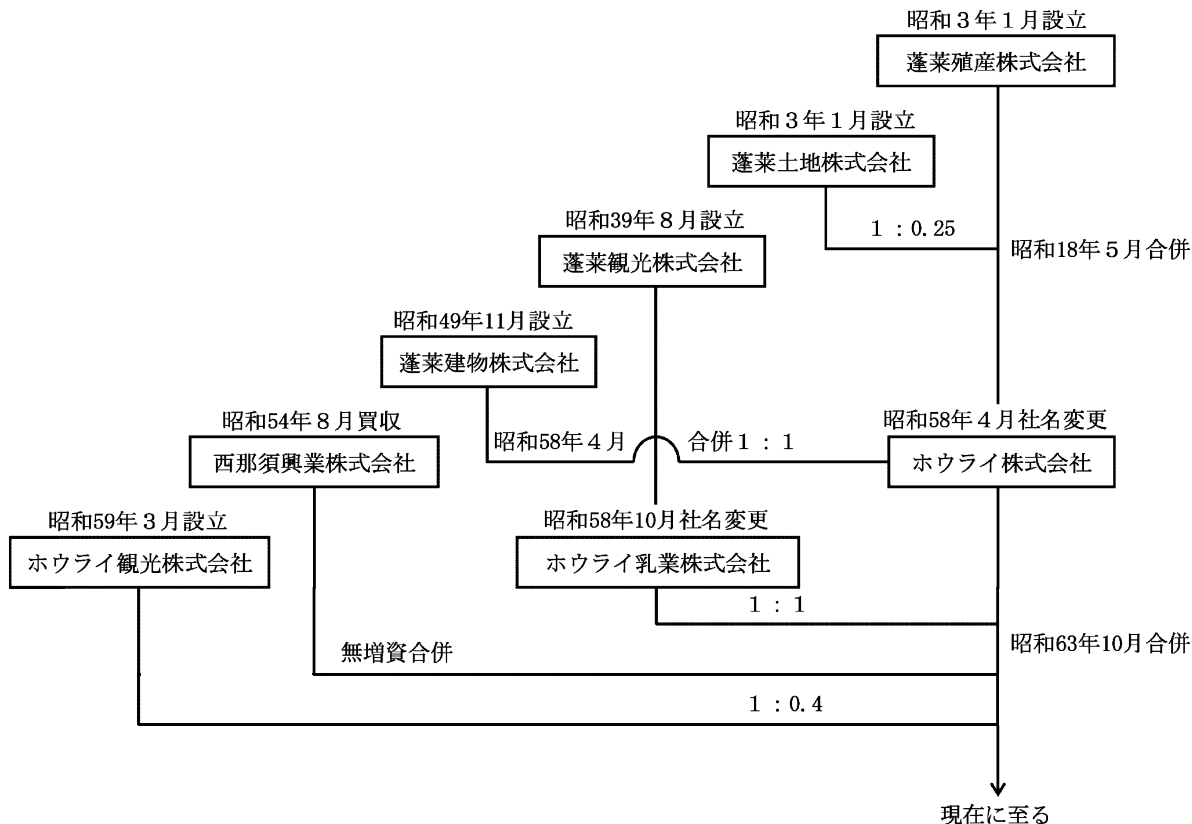 昭和３年１月設立
蓬莱殖産株式会社
昭和３年１月設立
蓬莱土地株式会社
１：0.25
昭和18年５月合併
昭和39年８月設立
蓬莱観光株式会社
昭和49年11月設立
蓬莱建物株式会社
昭和54年８月買収
西那須興業株式会社
昭和58年４月 合併１：１
昭和58年４月社名変更
ホウライ株式会社
昭和59年３月設立
ホウライ観光株式会社
昭和58年10月社名変更
ホウライ乳業株式会社
１：１
昭和63年10月合併
無増資合併
１：0.4
現在に至る